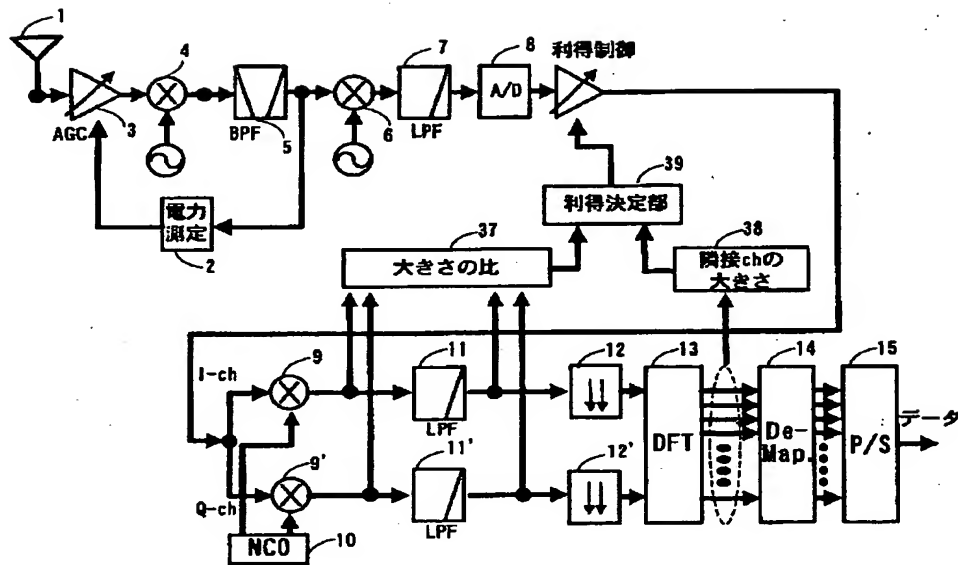 1
4
7
8
利得制御
A/D
AGC
3
BPF
5
6
LPF
電力
測定
2
39
利得決定部
37
大きさの比
38
隣接chの
大きさ
I-ch
9
11
12
13
14
15
LPF
DFT
De-
Map.
P/S
データ
9'
11'
12'
Q-ch
LPF
NCO
10